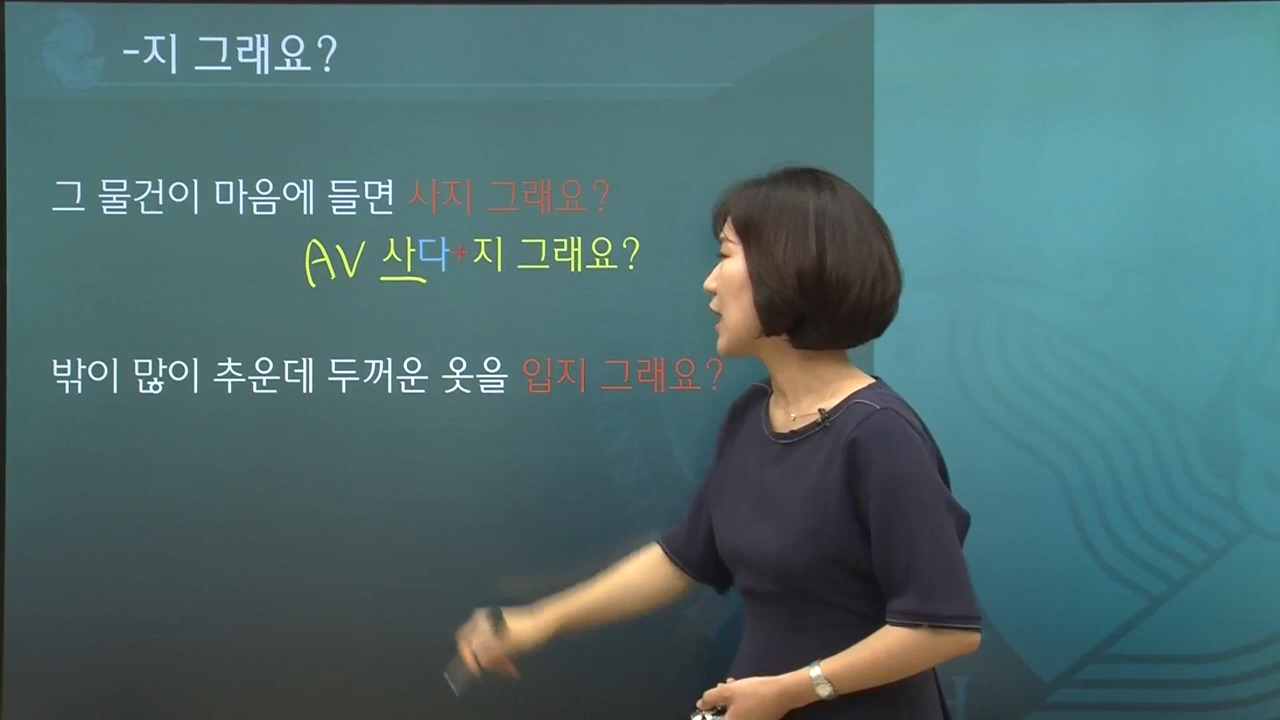 -지 그래요?
그 물건이 마음에 들면 사지 그래요?
AV 사다+지 그래요?
밖이 많이 추운데 두꺼운 옷을 입지 그래요?